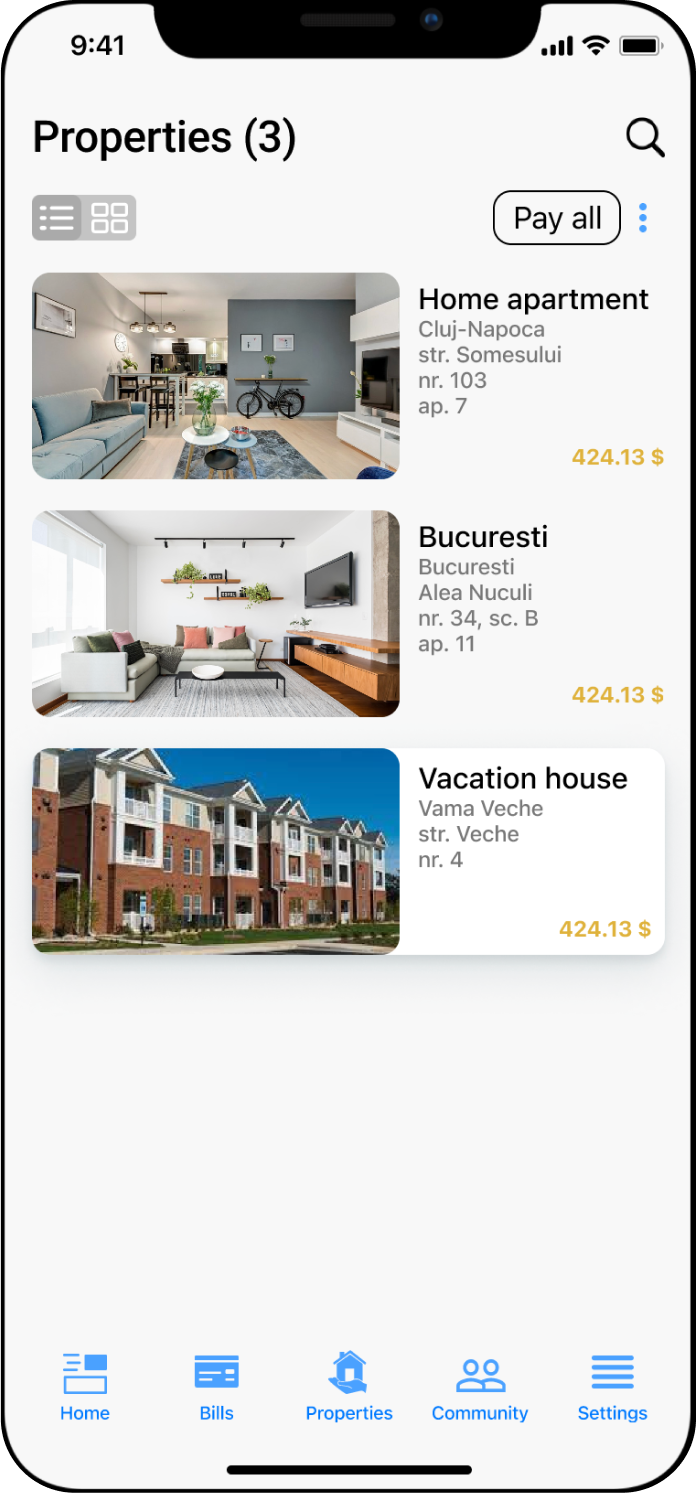 9:41
Properties (3)
Pay all
Home apartment
Cluj-Napoca
str. Somesului
nr. 103
ap. 7
424.13 $
Bucuresti
Bucuresti
Alea Nuculi
nr. 34, sc. B
ap. 11
424.13 $
Vacation house
Vama Veche
str. Veche
nr. 4
424.13 $
Home Bills Properties Community Settings